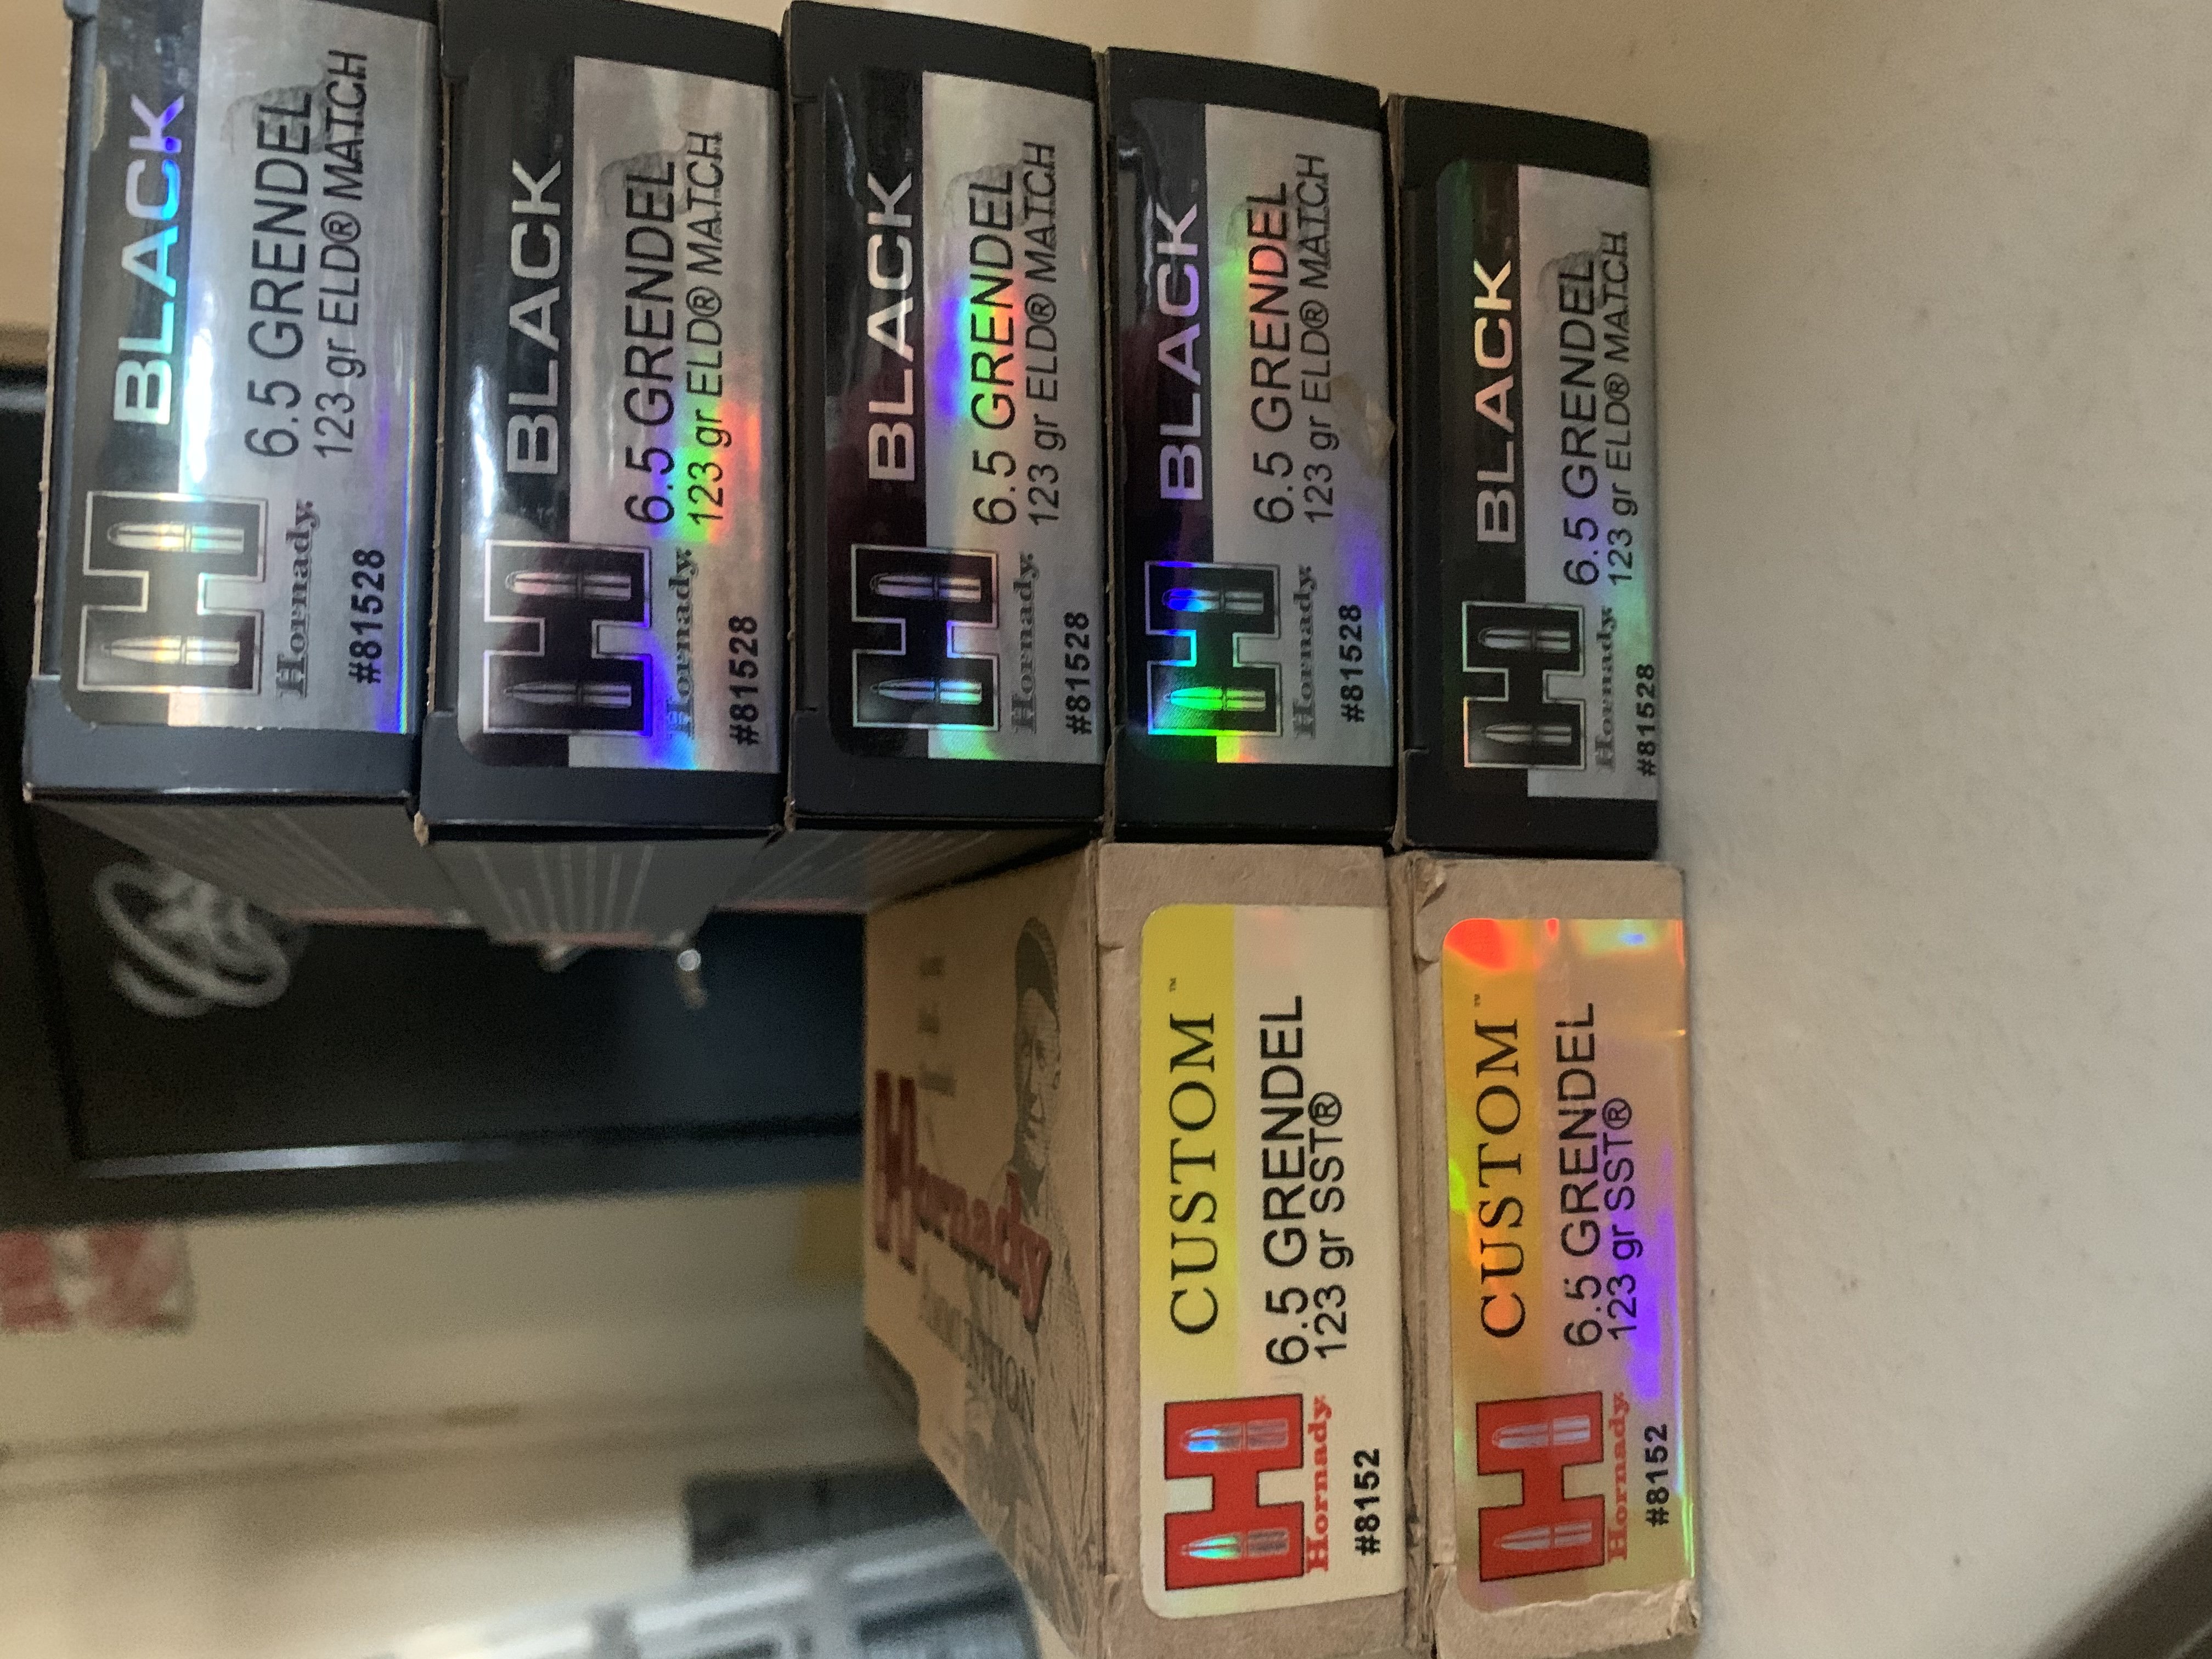 BLACK
6.5 GRENDEL
123 gr ELD® MATCH
Hornady®
#81528
BLACK
6.5 GRENDEL
123 gr ELD® MATCH
Hornady®
#81528
BLACK
6.5 GRENDEL
123 gr ELD® MATCH
Hornady®
#81528
BLACK
6.5 GRENDEL
123 gr ELD® MATCH
Hornady®
#81528
BLACK
6.5 GRENDEL
123 gr ELD® MATCH
Hornady®
#81528
Hornady
CUSTOM™
6.5 GRENDEL
123 gr SST®
Hornady®
#8152
CUSTOM™
6.5 GRENDEL
123 gr SST®
Hornady®
#8152